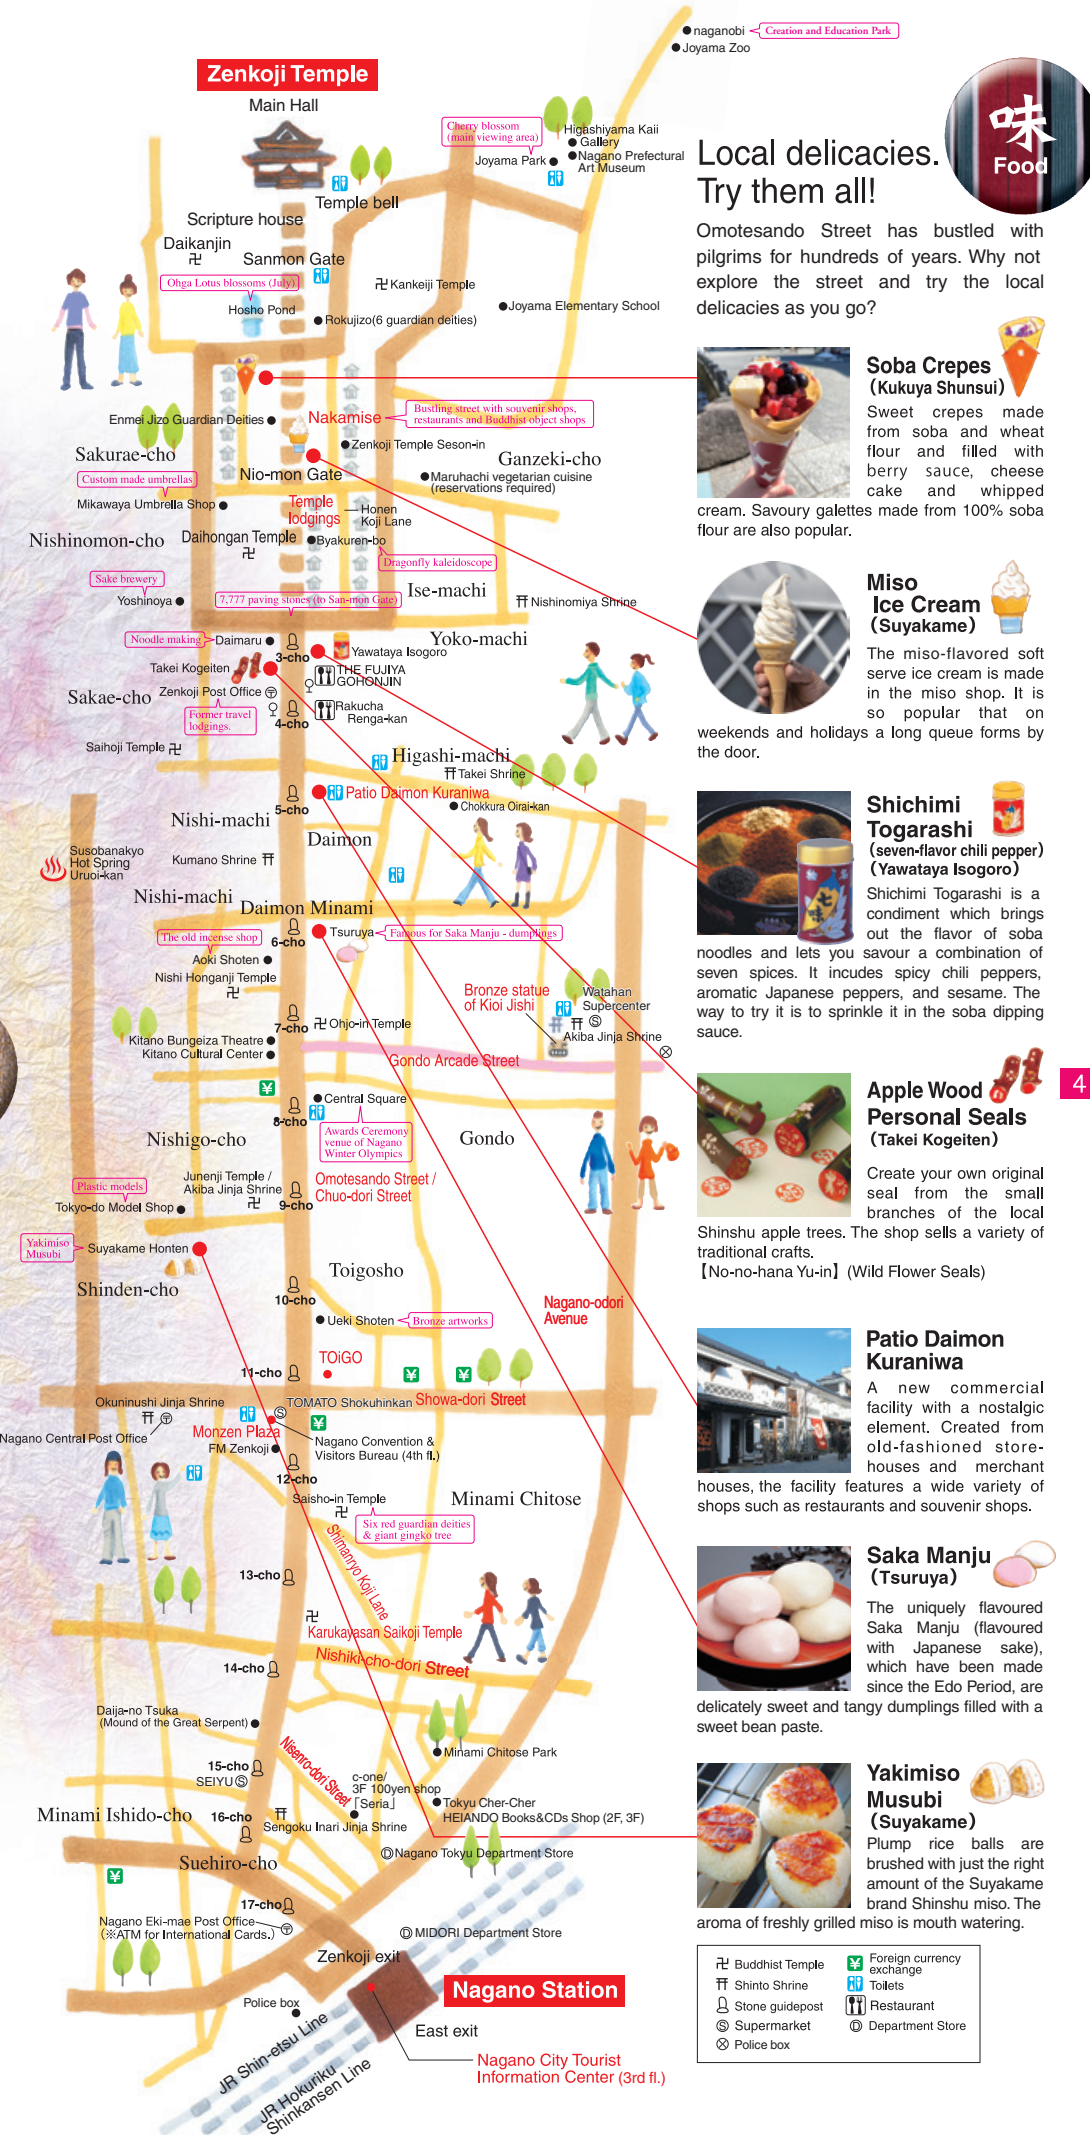 naganobi
Creation and Education Park
Joyama Zoo
Zenkoji Temple
Main Hall
Cherry blossom
(main viewing area)
Higashiyama Kaii
Gallery
Joyama Park
Nagano Prefectural
Art Museum
Temple bell
Scripture house
Daikanjin
卍
Sanmon Gate
Ohga Lotus blossoms (July)
卍 Kankeiji Temple
Hosho Pond
Joyama Elementary School
Rokujizo(6 guardian deities)
Enmei Jizo Guardian Deities
Nakamise
Bustling street with souvenir shops,
restaurants and Buddhist object shops
Zenkoji Temple Seson-in
Sakurae-cho
Ganzeki-cho
Nio-mon Gate
Custom made umbrellas
Maruhachi vegetarian cuisine
(reservations required)
Mikawaya Umbrella Shop
Temple
lodgings
Honen
Koji Lane
Nishinomon-cho
Daihongan Temple
卍
Byakuren-bo
Dragonfly kaleidoscope
Sake brewery
Yoshinoya
Ise-machi
7,777 paving stones (to San-mon Gate)
Nishinomiya Shrine
Noodle making
Daimaru
3-cho
Yoko-machi
Yawataya Isogoro
Takei Kogeiten
THE FUJIYA
GOHONJIN
Sakae-cho
Zenkoji Post Office 〒
Former travel
lodgings.
4-cho
Rakucha
Renga-kan
Saihoji Temple 卍
Higashi-machi
Takei Shrine
Patio Daimon Kuraniwa
5-cho
Chokkura Oirai-kan
Nishi-machi
Daimon
Susobanakyo
Hot Spring
Uruoi-kan
Kumano Shrine
Nishi-machi
Daimon Minami
6-cho
Tsuruya
Famous for Saka Manju - dumplings
The old incense shop
Aoki Shoten
Nishi Honganji Temple
卍
Bronze statue
of Kioi Jishi
Watahan
Supercenter
Ⓢ
Akiba Jinja Shrine
7-cho
卍 Ohjo-in Temple
Kitano Bungeiza Theatre
Kitano Cultural Center
Gondo Arcade Street
¥
Central Square
8-cho
Awards Ceremony
venue of Nagano
Winter Olympics
Nishigo-cho
Gondo
Junenji Temple /
Akiba Jinja Shrine
卍
Omotesando Street /
Chuo-dori Street
9-cho
Plastic models
Tokyo-do Model Shop
Yakimiso
Musubi
Suyakame Honten
Shinden-cho
Toigosho
10-cho
Nagano-odori
Avenue
Ueki Shoten
Bronze artworks
TOiGO
11-cho
¥ ¥
Okuninushi Jinja Shrine
〒
Nagano Central Post Office
Monzen Plaza
Ⓢ
TOMATO Shokuhinkan
Showa-dori Street
¥
FM Zenkoji
Nagano Convention &
Visitors Bureau (4th fl.)
12-cho
Saisho-in Temple
卍
Minami Chitose
Six red guardian deities
& giant gingko tree
Shimanryo Koji Lane
13-cho
卍
Karukayasan Saikoji Temple
Nishiki-cho-dori Street
14-cho
Daija-no Tsuka
(Mound of the Great Serpent)
Nisenro-dori Street
Minami Chitose Park
15-cho
SEIYU Ⓢ
c-one/
3F 100yen shop
「Seria」
Tokyu Cher-Cher
HEIANDO Books&CDs Shop (2F, 3F)
Minami Ishido-cho
16-cho
Sengoku Inari Jinja Shrine
Suehiro-cho
Ⓓ Nagano Tokyu Department Store
¥
17-cho
Nagano Eki-mae Post Office
(※ATM for International Cards.)
〒
Ⓓ MIDORI Department Store
Zenkoji exit
Nagano Station
Police box
East exit
JR Shin-etsu Line
JR Hokuriku
Shinkansen Line
Nagano City Tourist
Information Center (3rd fl.)
味
Food
Local delicacies.
Try them all!
Omotesando Street has bustled with
pilgrims for hundreds of years. Why not
explore the street and try the local
delicacies as you go?
Soba Crepes
(Kukuya Shunsui)
Sweet crepes made
from soba and wheat
flour and filled with
berry sauce, cheese
cake and whipped
cream. Savoury galettes made from 100% soba
flour are also popular.
Miso
Ice Cream
(Suyakame)
The miso-flavored soft
serve ice cream is made
in the miso shop. It is
so popular that on
weekends and holidays a long queue forms by
the door.
Shichimi
Togarashi
(seven-flavor chili pepper)
(Yawataya Isogoro)
七味
Shichimi Togarashi is a
condiment which brings
out the flavor of soba
noodles and lets you savour a combination of
seven spices. It incudes spicy chili peppers,
aromatic Japanese peppers, and sesame. The
way to try it is to sprinkle it in the soba dipping
sauce.
4
Apple Wood
Personal Seals
(Takei Kogeiten)
Create your own original
seal from the small
branches of the local
Shinshu apple trees. The shop sells a variety of
traditional crafts.
【No-no-hana Yu-in】(Wild Flower Seals)
Patio Daimon
Kuraniwa
A new commercial
facility with a nostalgic
element. Created from
old-fashioned store-
houses and merchant
houses, the facility features a wide variety of
shops such as restaurants and souvenir shops.
Saka Manju
(Tsuruya)
The uniquely flavoured
Saka Manju (flavoured
with Japanese sake),
which have been made
since the Edo Period, are
delicately sweet and tangy dumplings filled with a
sweet bean paste.
Yakimiso
Musubi
(Suyakame)
Plump rice balls are
brushed with just the right
amount of the Suyakame
brand Shinshu miso. The
aroma of freshly grilled miso is mouth watering.
卍 Buddhist Temple
¥ Foreign currency
exchange
Shinto Shrine
Toilets
Stone guidepost
Restaurant
Ⓢ Supermarket
Ⓓ Department Store
Police box